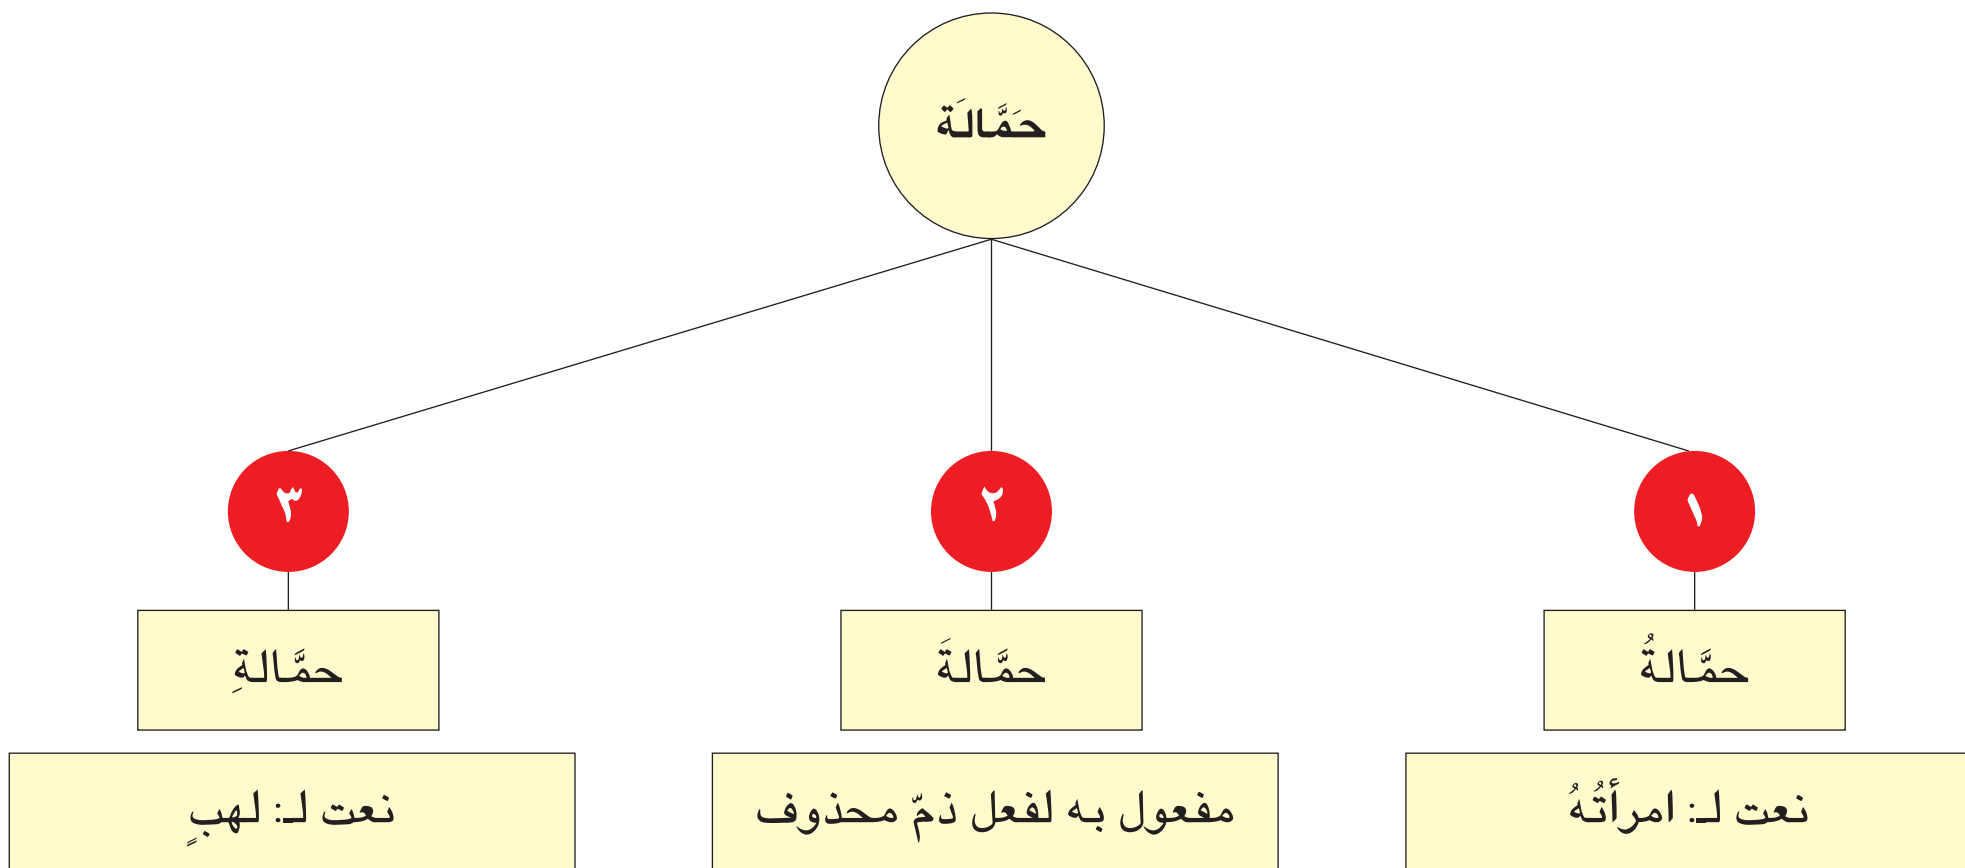 حَمَّالَة
١
٢
٣
حمَّالةُ
حمَّالةَ
حمَّالةِ
نعت لـ: امرأتُهُ
مفعول به لفعل ذمّ محذوف
نعت لـ: لهبٍ